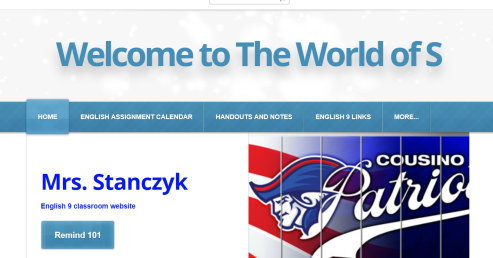 Welcome to The World of S
HOME ENGLISH ASSIGNMENT CALENDAR HANDOUTS AND NOTES ENGLISH 9 LINKS MORE...
Mrs. Stanczyk
English 9 classroom website
Remind 101
COUSINO
Patrio